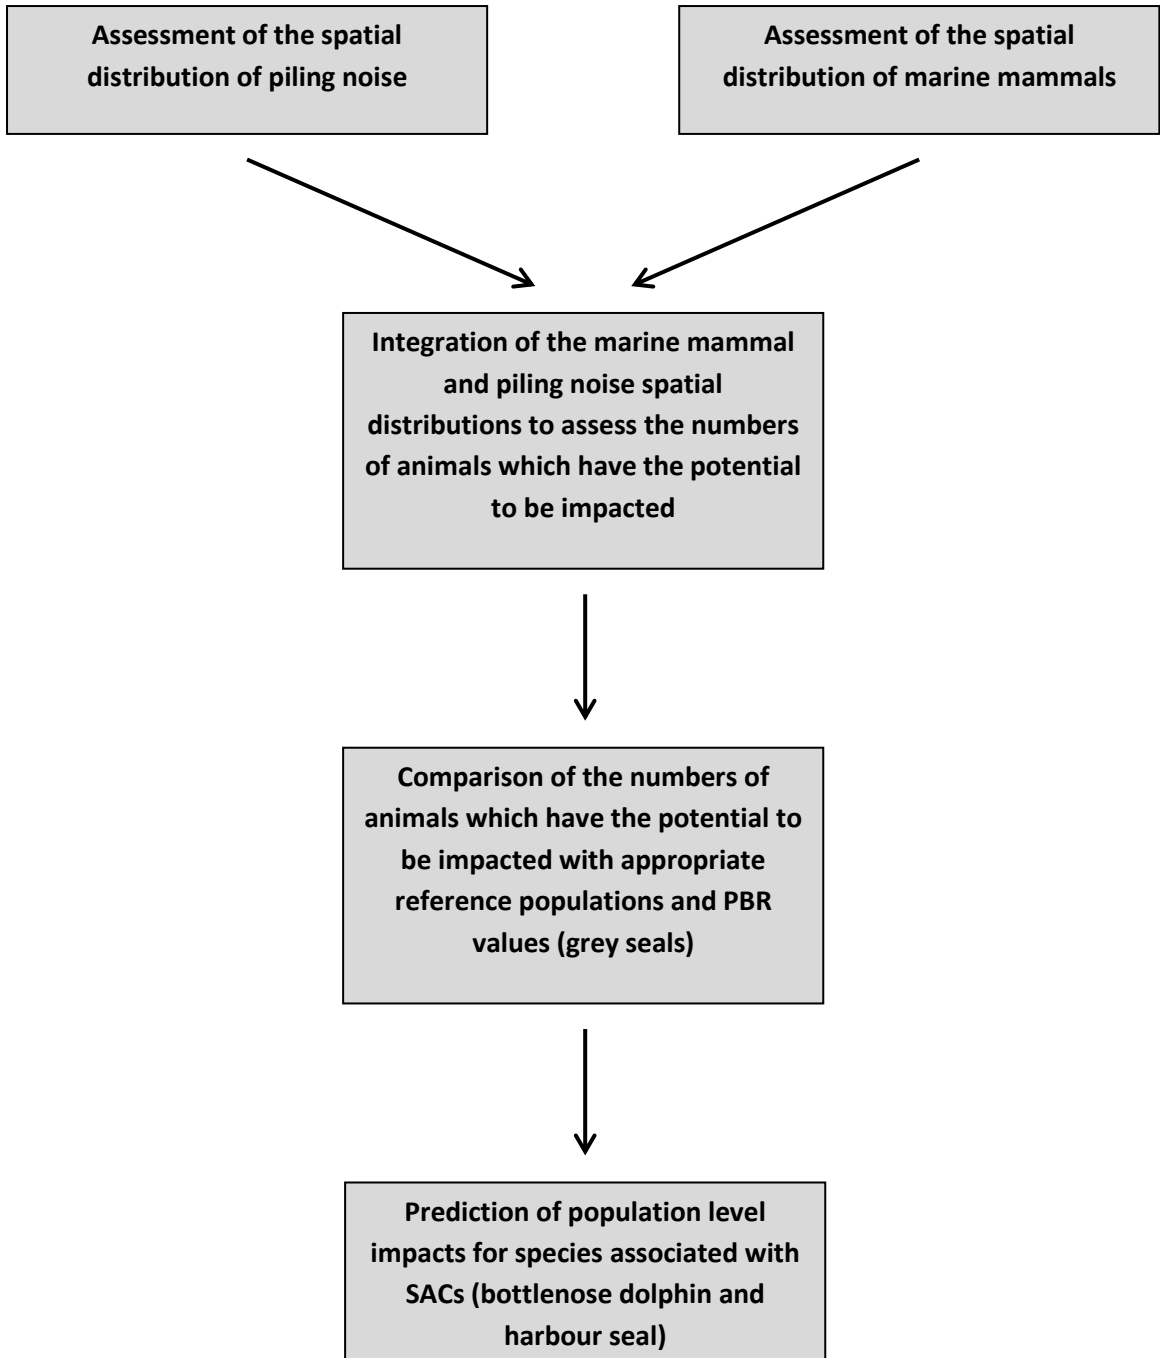 Assessment of the spatial
distribution of piling noise
Assessment of the spatial
distribution of marine mammals
Integration of the marine mammal
and piling noise spatial
distributions to assess the numbers
of animals which have the potential
to be impacted
Comparison of the numbers of
animals which have the potential to
be impacted with appropriate
reference populations and PBR
values (grey seals)
Prediction of population level
impacts for species associated with
SACs (bottlenose dolphin and
harbour seal)